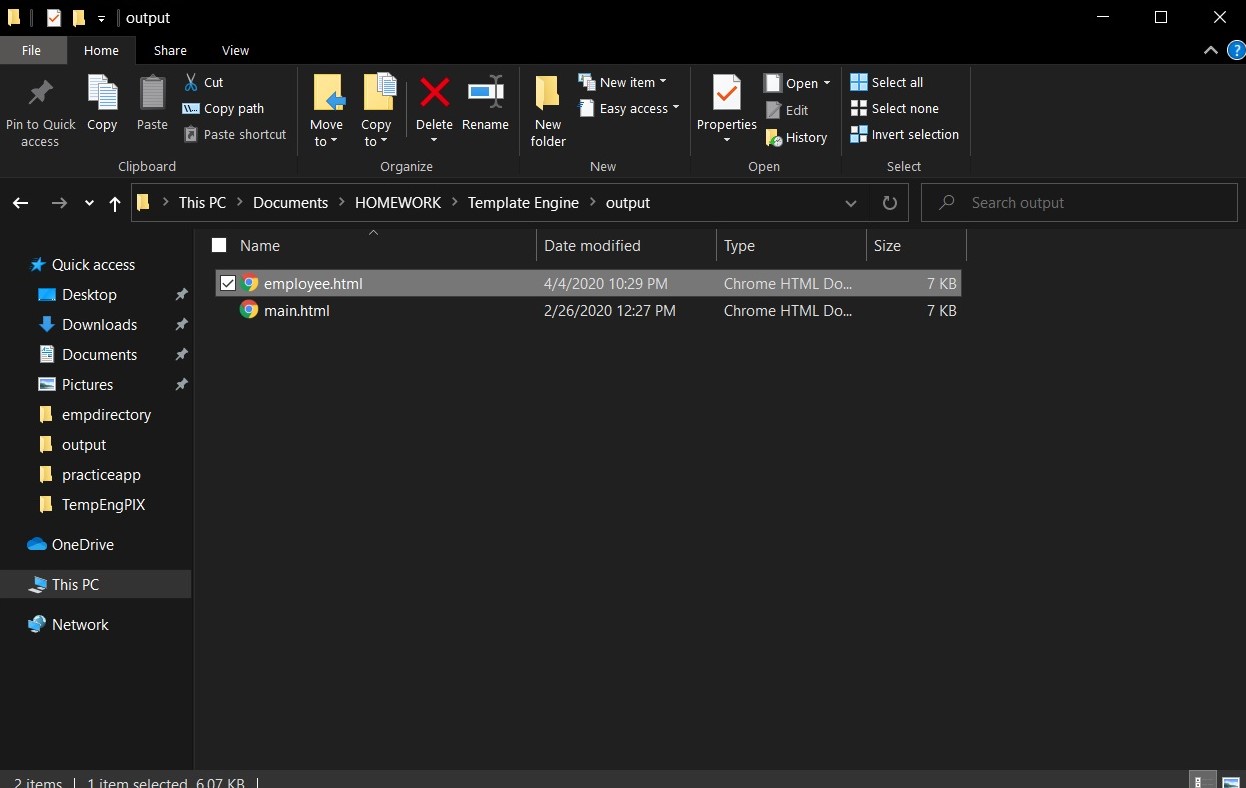 output
File Home Share View
Pin to Quick access
Copy
Paste
Cut
Copy path
Paste shortcut
Clipboard
Move to
Copy to
Delete
Rename
Organize
New folder
New item
Easy access
New
Properties
Open
Edit
History
Open
Select all
Select none
Invert selection
Select
This PC > Documents > HOMEWORK > Template Engine > output
Search output
Name Date modified Type Size
employee.html 4/4/2020 10:29 PM Chrome HTML Do... 7 KB
main.html 2/26/2020 12:27 PM Chrome HTML Do... 7 KB
Quick access
Desktop
Downloads
Documents
Pictures
empdirectory
output
practiceapp
TempEngPIX
OneDrive
This PC
Network
2 items | 1 item selected 6.07 KB |